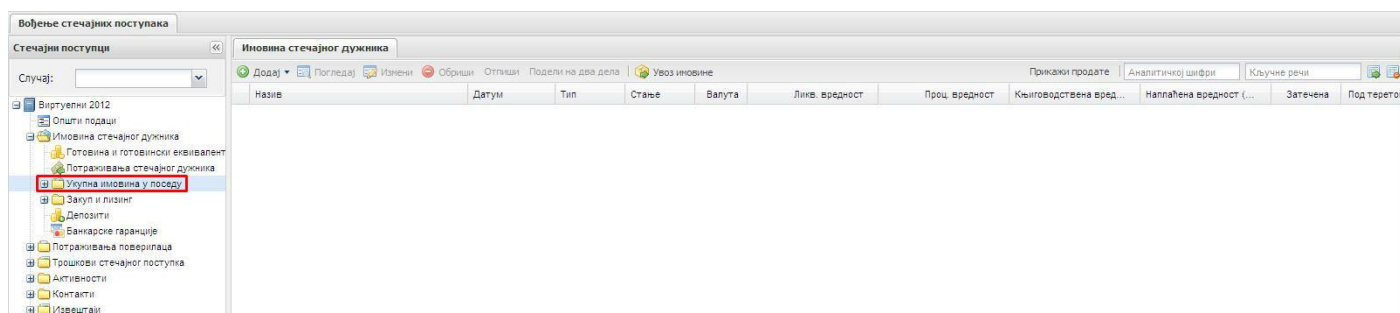 Вођење стечајних поступака
Стечајни поступци
Имовина стечајног дужника
Случај:
Додај Погледај Измени Обриши Отпиши Подели на два дела Увоз имовине Прикажи продате Аналитичкој шифри Кључне речи
Назив Датум Тип Стање Валута Ликв. вредност Проц. вредност Књиговодствена вред... Наплаћена вредност (... Затечена Под терето
Виртуелни 2012
Општи подаци
Имовина стечајног дужника
Готовина и готовински еквивалент
Потраживања стечајног дужника
Укупна имовина у поседу
Закуп и лизинг
Депозити
Банкарске гаранције
Потраживања поверилаца
Трошкови стечајног поступка
Активности
Контакти
Извештаји